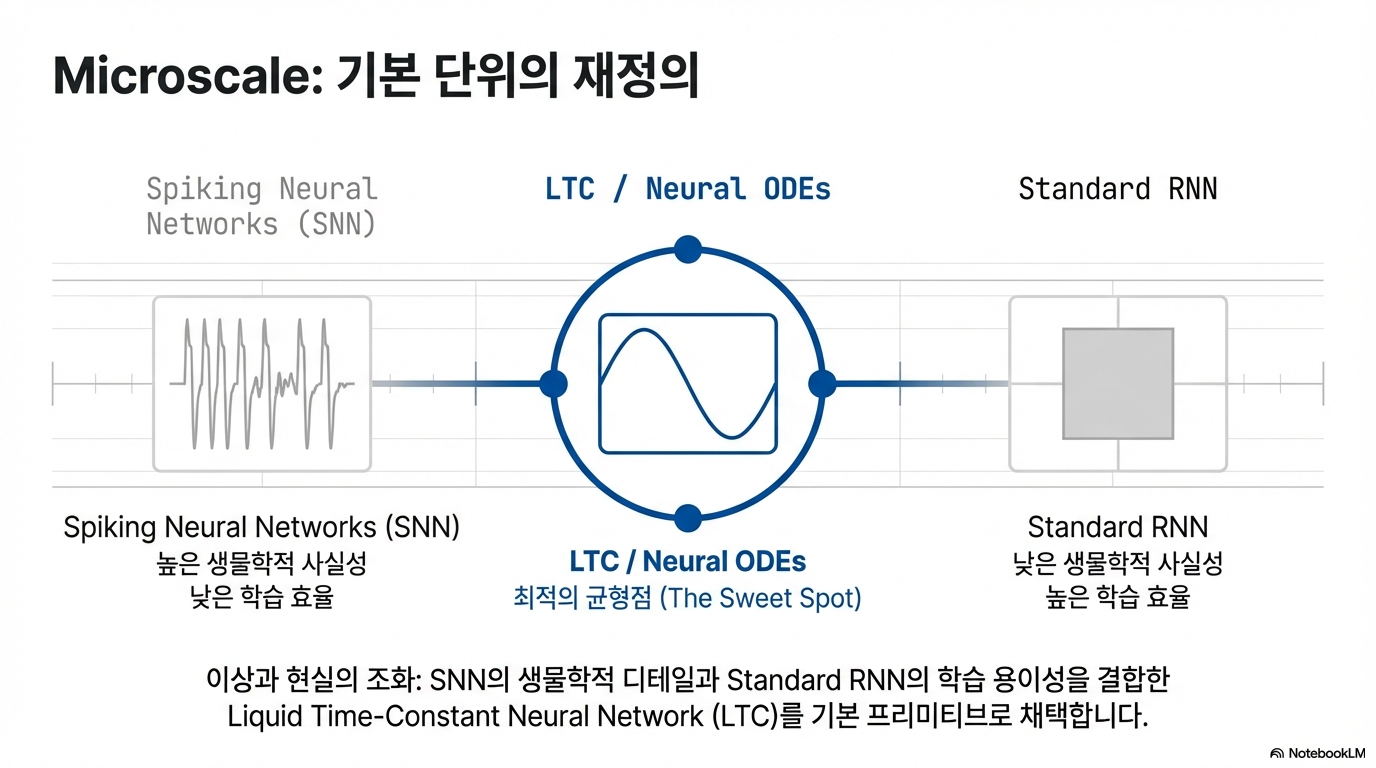 Microscale: 기본 단위의 재정의
Spiking Neural
Networks (SNN)
LTC / Neural ODEs
Standard RNN
Spiking Neural Networks (SNN)
높은 생물학적 사실성
낮은 학습 효율
LTC / Neural ODEs
최적의 균형점 (The Sweet Spot)
Standard RNN
낮은 생물학적 사실성
높은 학습 효율
이상과 현실의 조화: SNN의 생물학적 디테일과 Standard RNN의 학습 용이성을 결합한
Liquid Time-Constant Neural Network (LTC)를 기본 프리미티브로 채택합니다.
NotebookLM